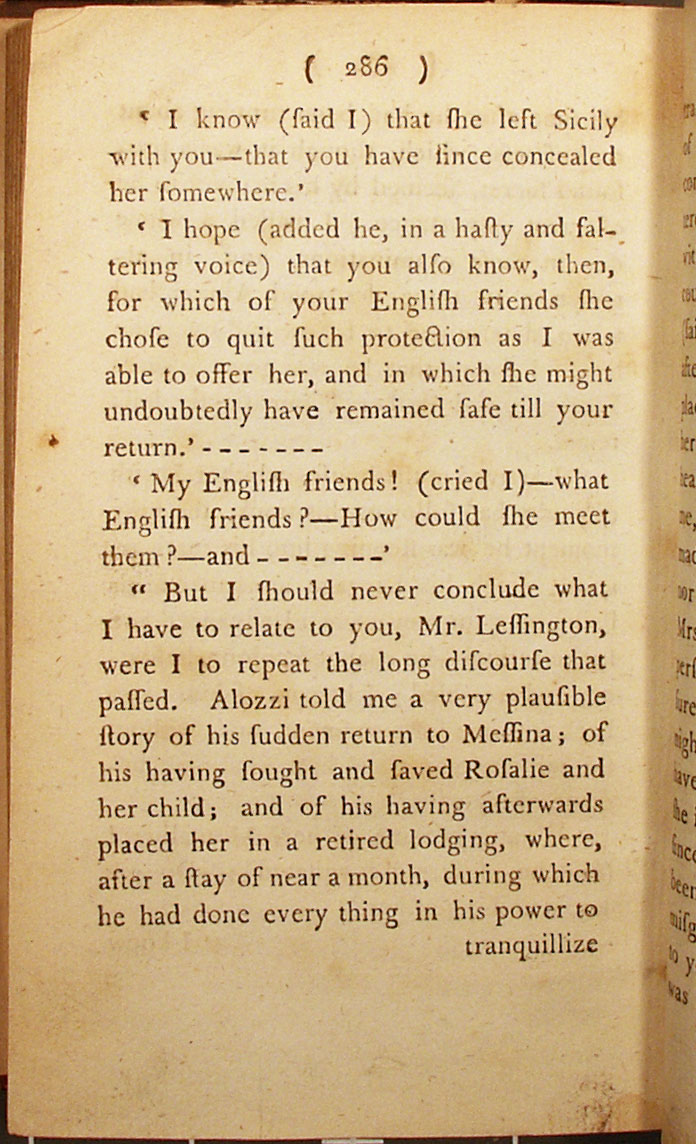 ( 286 )
‘ I know (ſaid I) that ſhe left Sicily
with you—that you have ſince concealed
her ſomewhere.’
‘ I hope (added he, in a haſty and fal-
tering voice) that you alſo know, then,
for which of your Engliſh friends ſhe
choſe to quit ſuch protection as I was
able to offer her, and in which ſhe might
undoubtedly have remained ſafe till your
return.’ - - - - - - -
‘ My Engliſh friends! (cried I)—what
Engliſh friends ?—How could ſhe meet
them ?—and - - - - - - -’
“ But I ſhould never conclude what
I have to relate to you, Mr. Leſſington,
were I to repeat the long diſcourſe that
paſſed. Alozzi told me a very plauſible
ſtory of his ſudden return to Meſſina; of
his having ſought and ſaved Roſalie and
her child; and of his having afterwards
placed her in a retired lodging, where,
after a ſtay of near a month, during which
he had done every thing in his power to
tranquillize